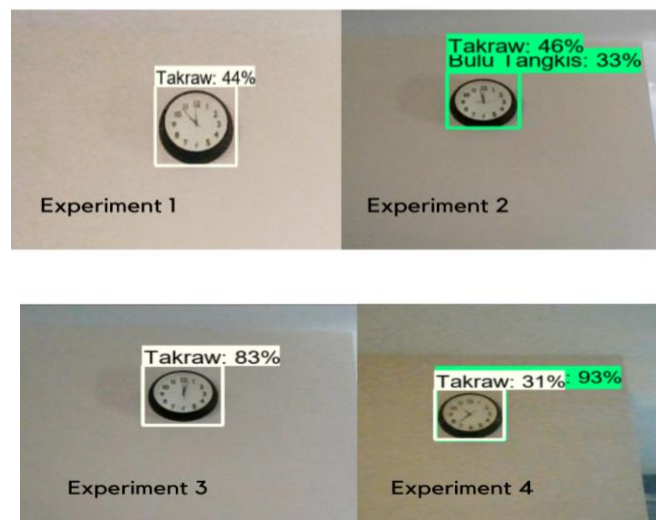 Takraw: 44%
Experiment 1
Takraw: 46%
Bulu Tangkis: 33%
Experiment 2
Takraw: 83%
Experiment 3
Takraw: 31%
: 93%
Experiment 4